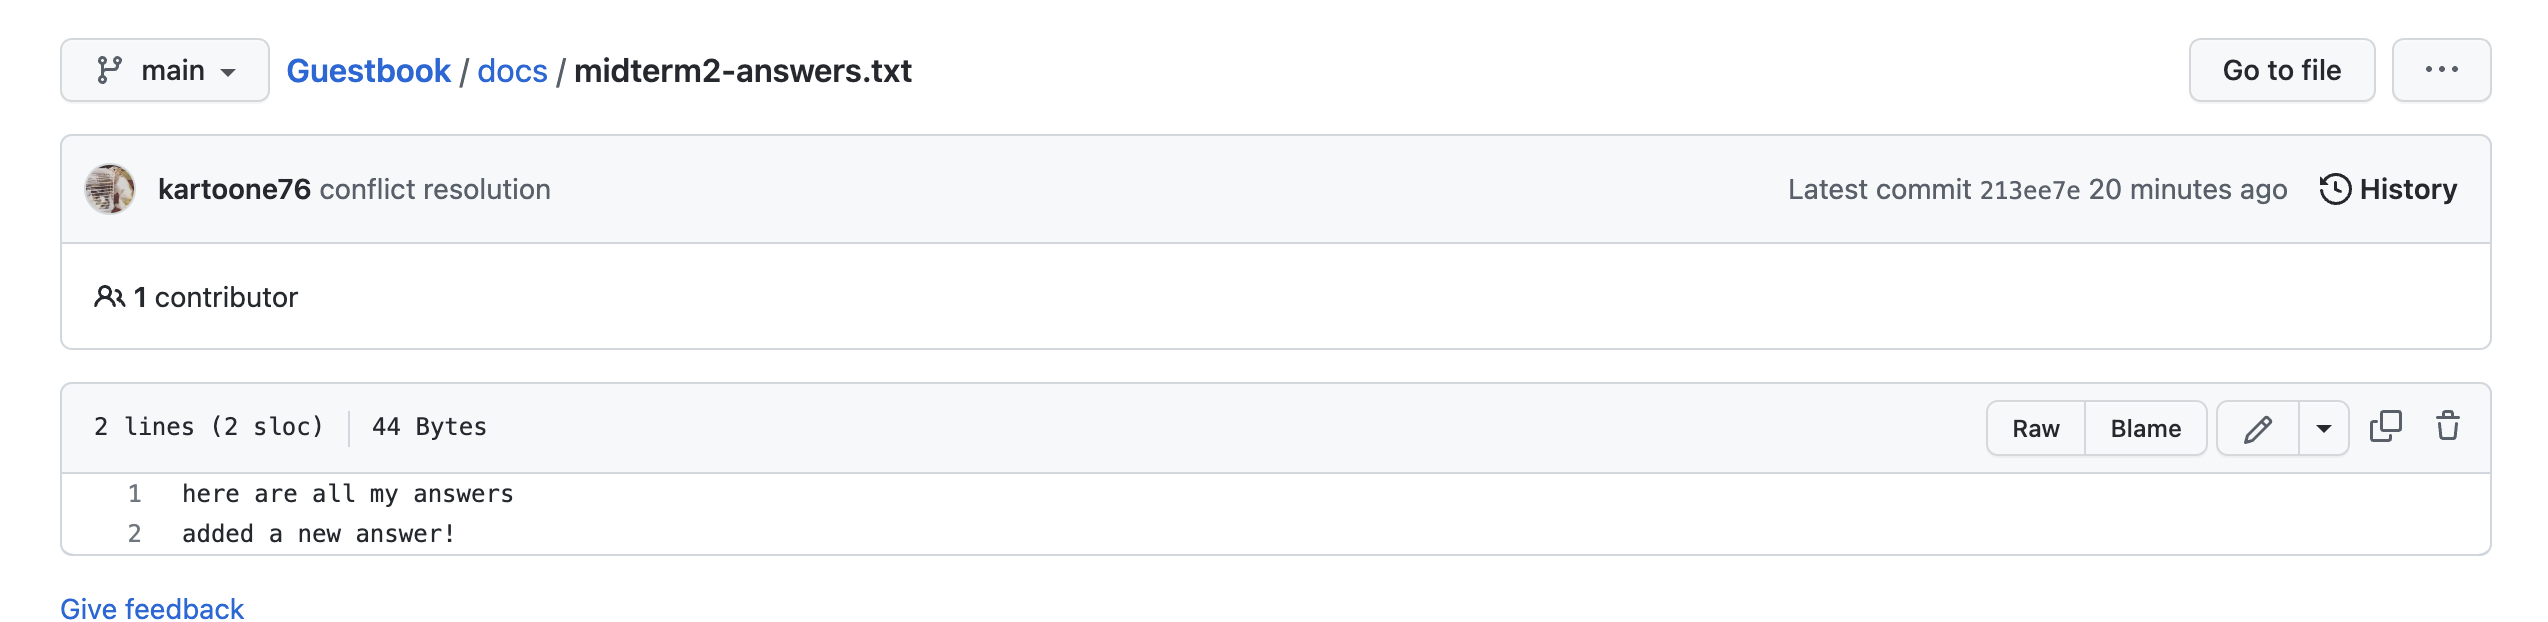 main Guestbook / docs / midterm2-answers.txt Go to file ...
kartoone76 conflict resolution Latest commit 213ee7e 20 minutes ago History
1 contributor
2 lines (2 sloc) 44 Bytes Raw Blame
1 here are all my answers
2 added a new answer!
Give feedback